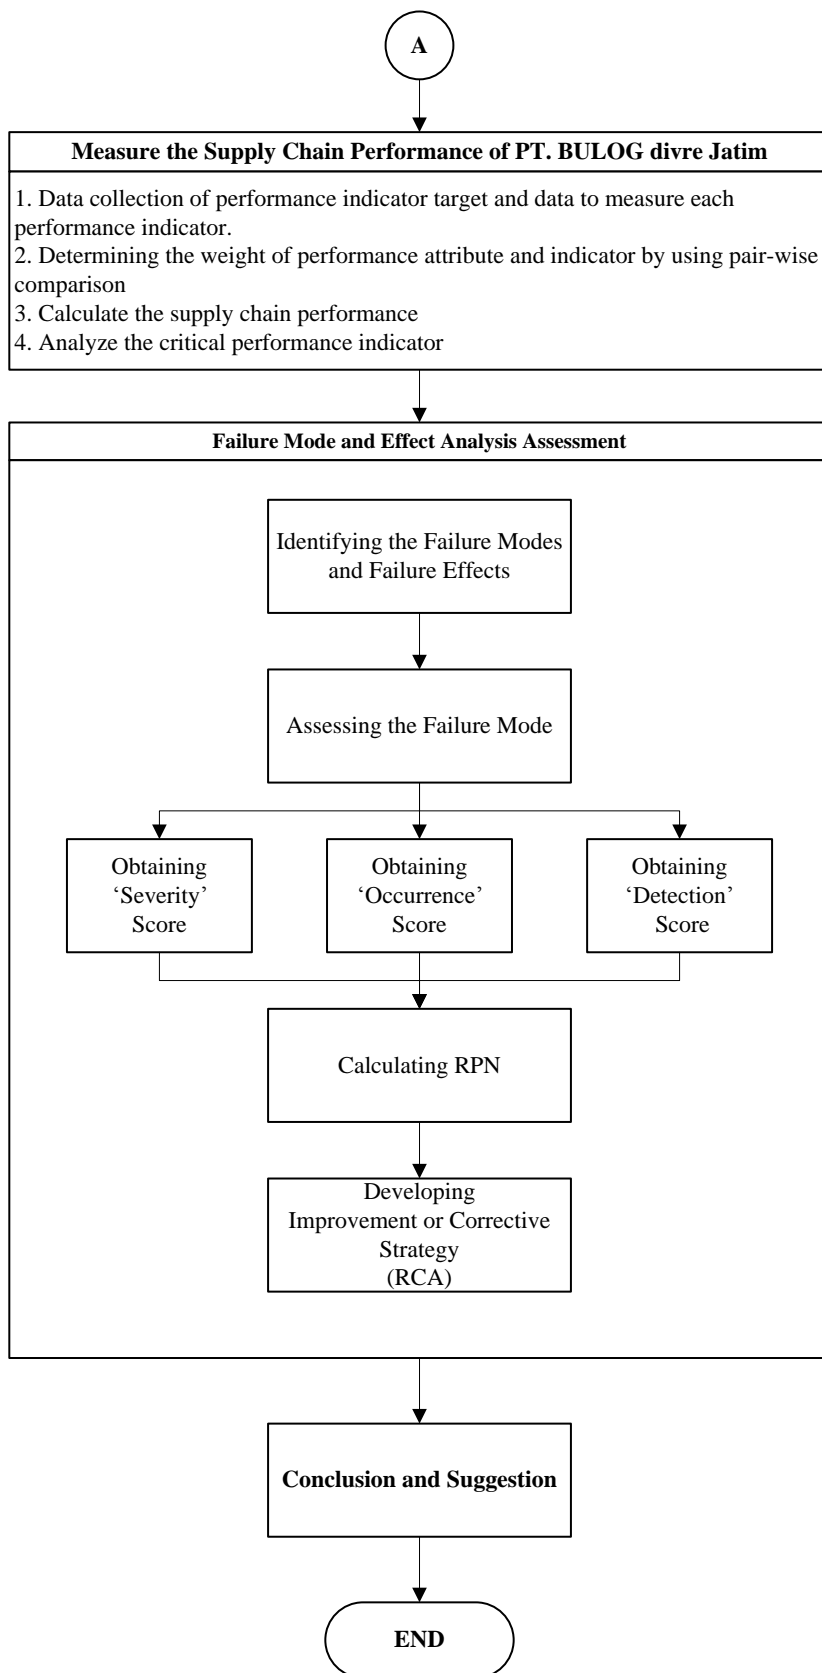 A
Measure the Supply Chain Performance of PT. BULOG divre Jatim
1. Data collection of performance indicator target and data to measure each
performance indicator.
2. Determining the weight of performance attribute and indicator by using pair-wise
comparison
3. Calculate the supply chain performance
4. Analyze the critical performance indicator
Failure Mode and Effect Analysis Assessment
Identifying the Failure Modes
and Failure Effects
Assessing the Failure Mode
Obtaining
‘Severity’
Score
Obtaining
‘Occurrence’
Score
Obtaining
‘Detection’
Score
Calculating RPN
Developing
Improvement or Corrective
Strategy
(RCA)
Conclusion and Suggestion
END